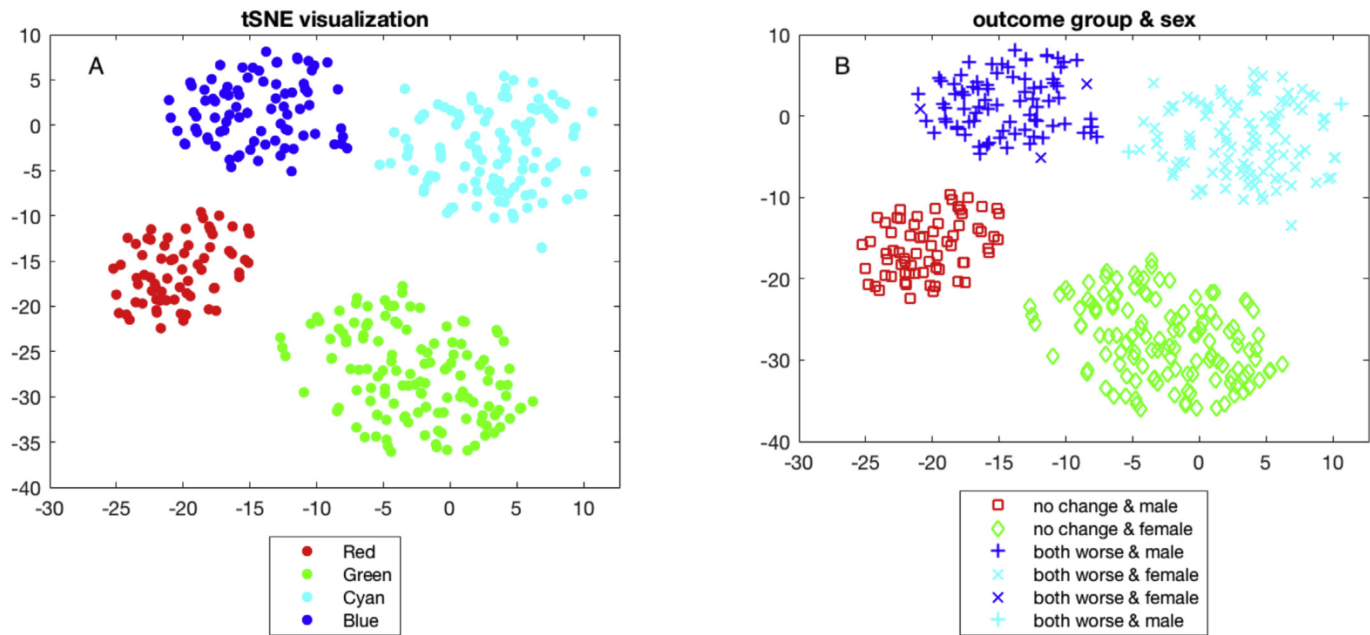 tSNE visualization
A
10
5
0
-5
-10
-15
-20
-25
-30
-35
-40
-30 -25 -20 -15 -10 -5 0 5 10
Red
Green
Cyan
Blue
outcome group & sex
B
10
0
-10
-20
-30
-40
-30 -25 -20 -15 -10 -5 0 5 10
no change & male
no change & female
both worse & male
both worse & female
both worse & female
both worse & male